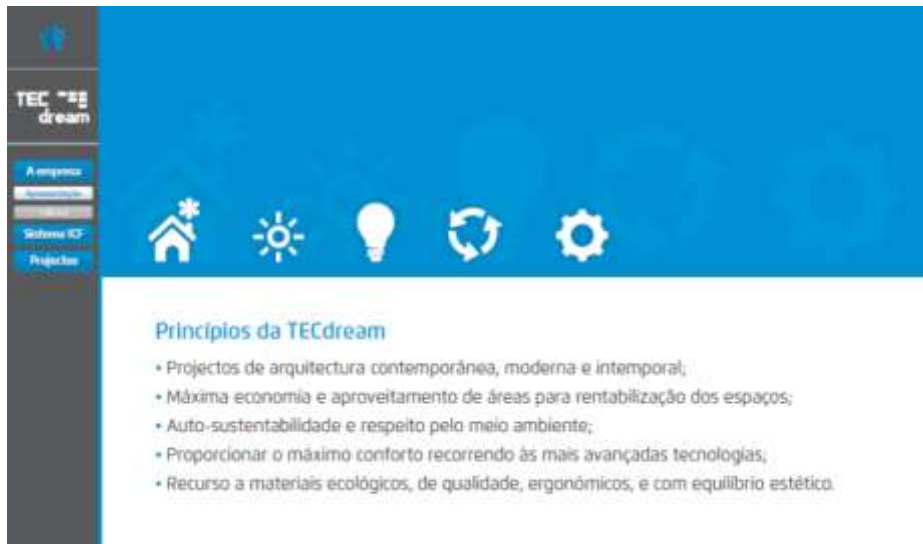 TEC
dream
A empresa
Apresentação
Sistema ICF
Projectos
Princípios da TECdream
• Projectos de arquitectura contemporânea, moderna e intemporal;
• Máxima economia e aproveitamento de áreas para rentabilização dos espaços;
• Auto-sustentabilidade e respeito pelo meio ambiente;
• Proporcionar o máximo conforto recorrendo às mais avançadas tecnologias;
• Recurso a materiais ecológicos, de qualidade, ergonómicos, e com equilíbrio estético.